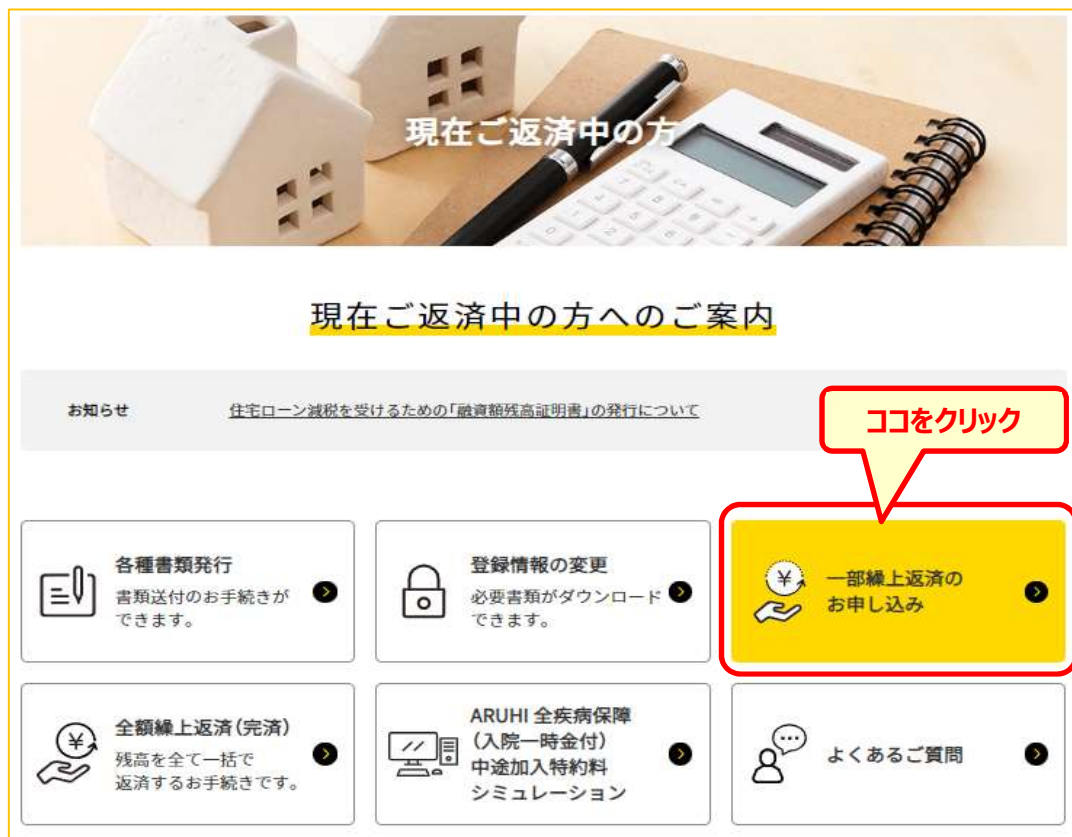 現在ご返済中の方
現在ご返済中の方へのご案内
お知らせ
住宅ローン減税を受けるための「融資額残高証明書」の発行について
ココをクリック
各種書類発行
書類送付のお手続きが
できます。
登録情報の変更
必要書類がダウンロード
できます。
一部繰上返済の
お申し込み
全額繰上返済(完済)
残高を全て一括で
返済するお手続きです。
ARUHI 全疾病保障
(入院一時金付)
中途加入特約料
シミュレーション
よくあるご質問